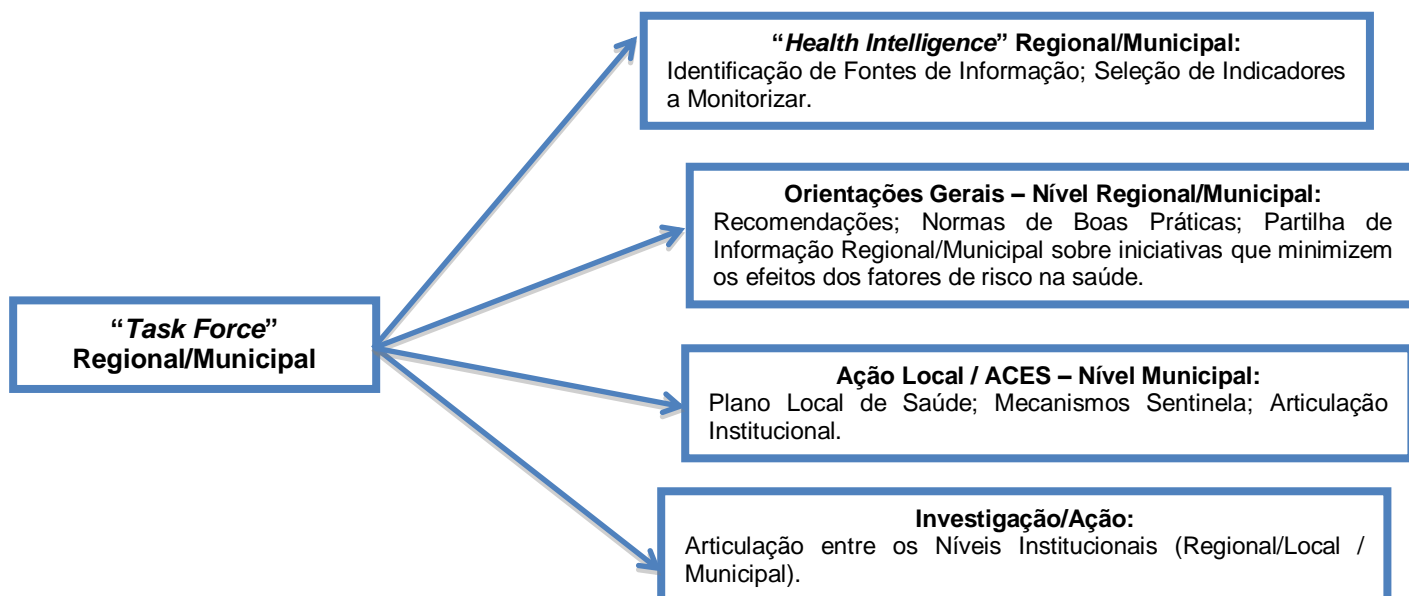 “Health Intelligence” Regional/Municipal:
Identificação de Fontes de Informação; Seleção de Indicadores
a Monitorizar.
Orientações Gerais – Nível Regional/Municipal:
Recomendações; Normas de Boas Práticas; Partilha de
Informação Regional/Municipal sobre iniciativas que minimizem
os efeitos dos fatores de risco na saúde.
“Task Force”
Regional/Municipal
Ação Local / ACES – Nível Municipal:
Plano Local de Saúde; Mecanismos Sentinela; Articulação
Institucional.
Investigação/Ação:
Articulação entre os Níveis Institucionais (Regional/Local /
Municipal).